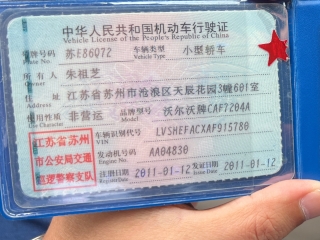 中华人民共和国机动车行驶证
Vehicle License of the People's Republic of China
号牌号码 苏E86Q72 车辆类型 小型轿车
Vehicle Type
所有人 朱祖芝
住址 江苏省苏州市沧浪区天辰花园3幢601室
使用性质 非营运 品牌型号 沃尔沃牌CAF7204A
Use Character Model
江苏省苏州
市公安局交通
巡逻警察支队
车辆识别代号 LVSHEFACXAF915780
VIN
发动机号码 AA04830
Engine No.
注册日期 2011-01-12 发证日期 2011-01-12
Register Date Issue Date